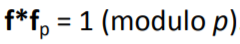 f*fₚ = 1 (modulo p)